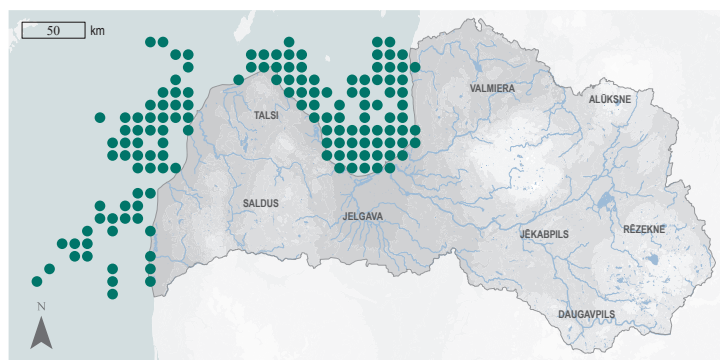 50 km
VALMIERA
ALŪKSNE
TALSI
SALDUS
JELGAVA
JĒKABPILS
RĒZEKNE
DAUGAVPILS
N